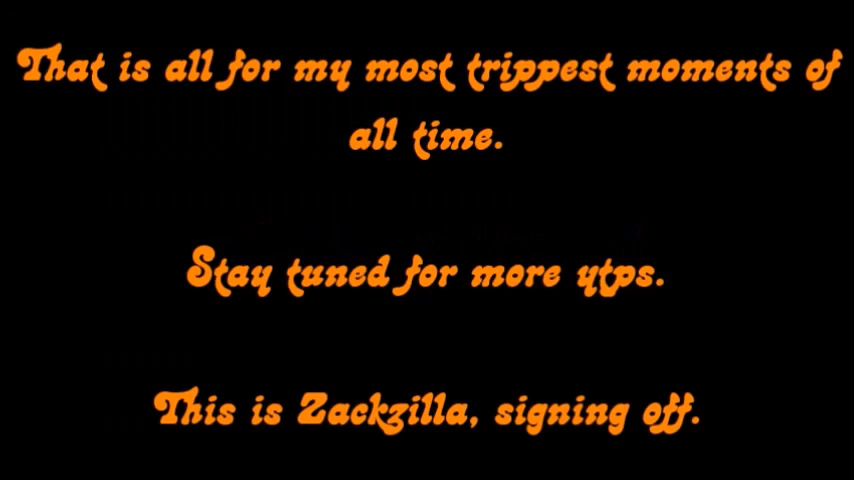 That is all for my most trippest moments of
all time.
Stay tuned for more ytps.
This is Zackzilla, signing off.